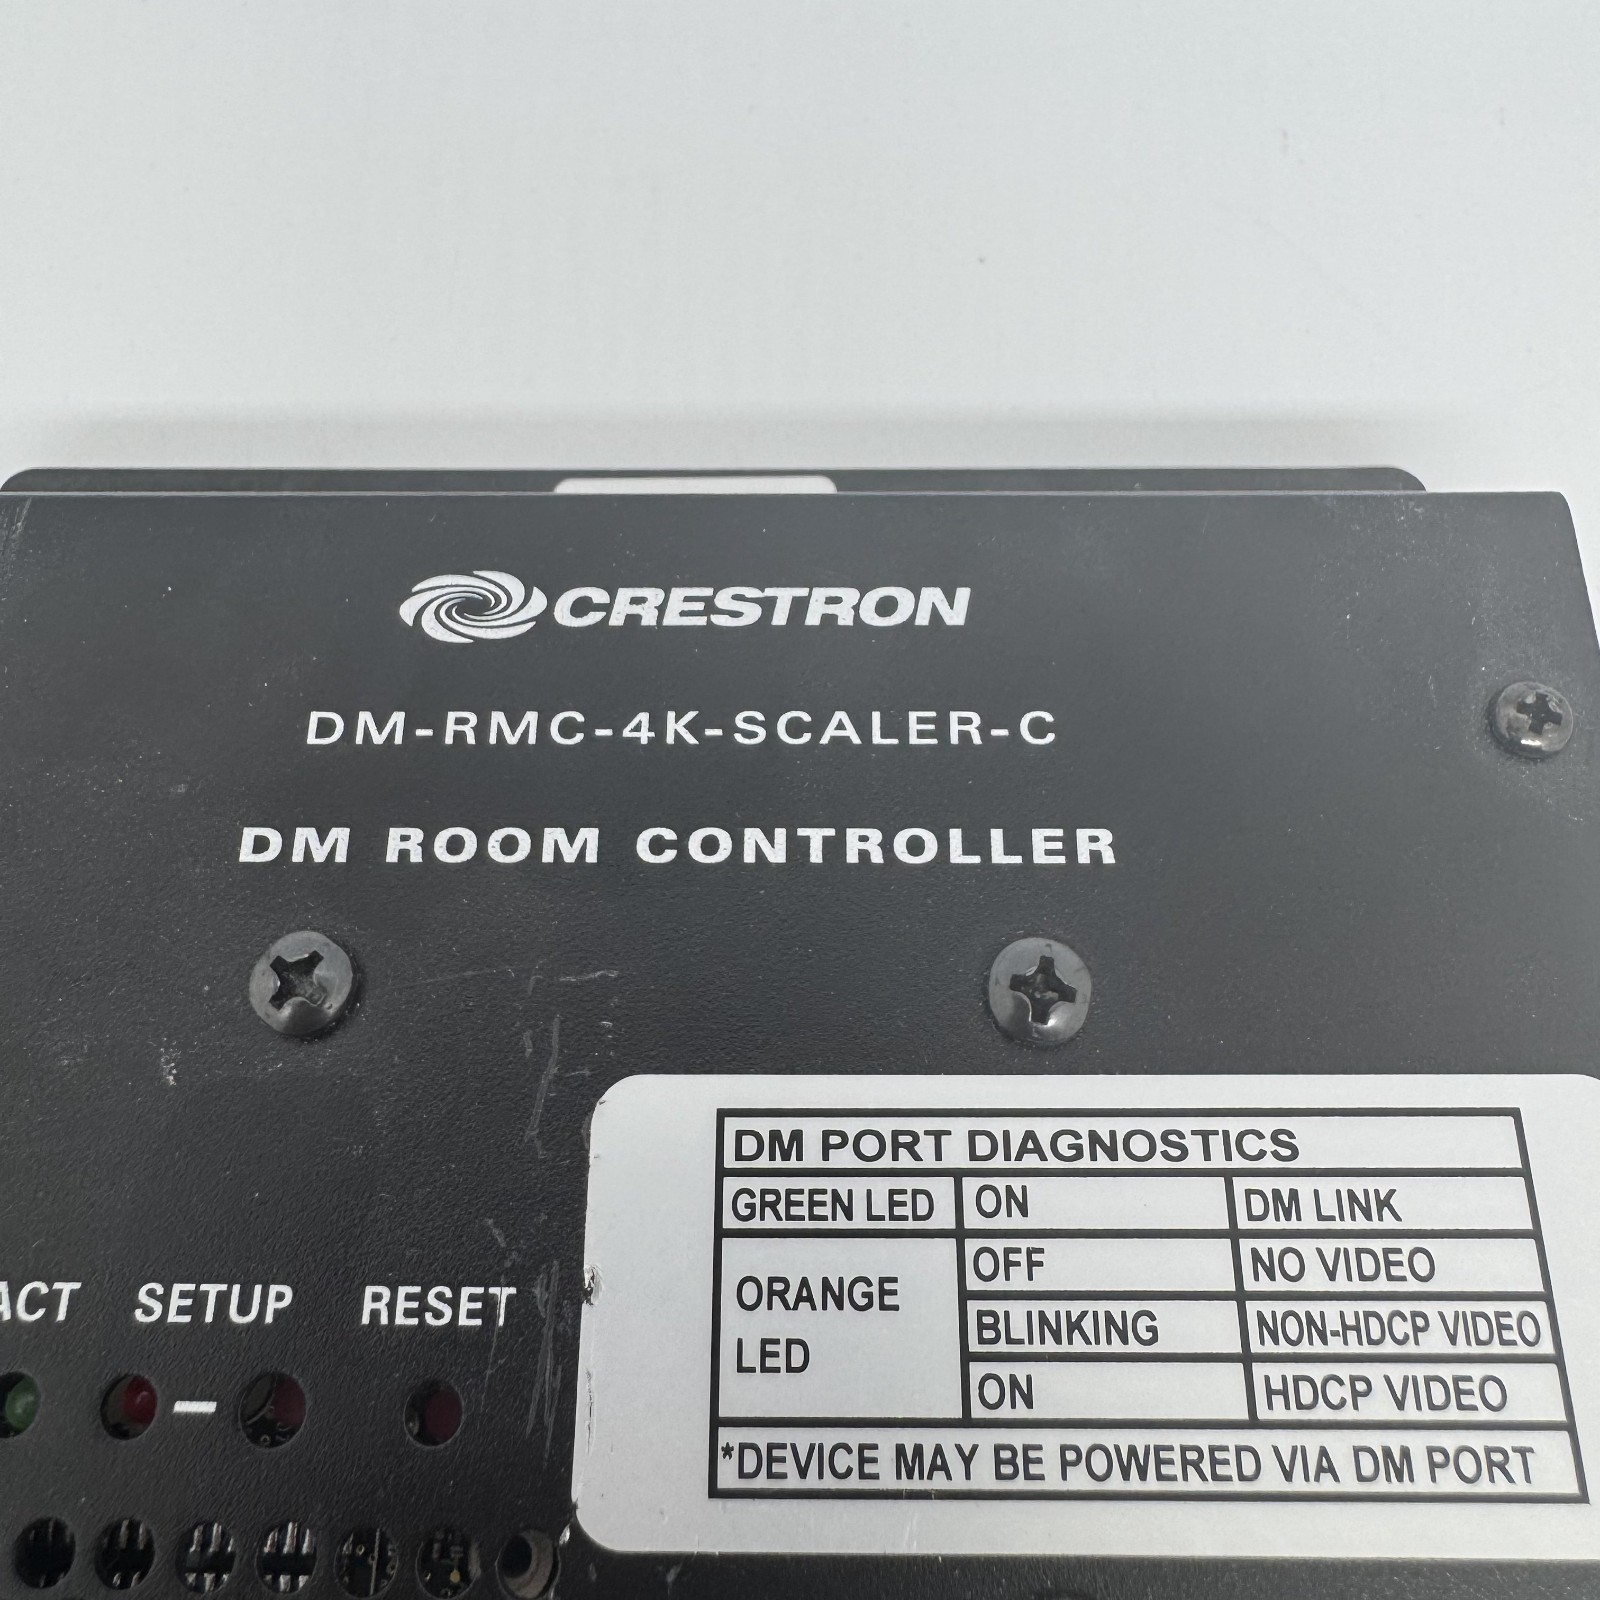 CRESTRON
DM-RMC-4K-SCALER-C
DM ROOM CONTROLLER
ACT SETUP RESET
DM PORT DIAGNOSTICS
GREEN LED ON DM LINK
ORANGE LED
OFF NO VIDEO
BLINKING NON-HDCP VIDEO
ON HDCP VIDEO
*DEVICE MAY BE POWERED VIA DM PORT